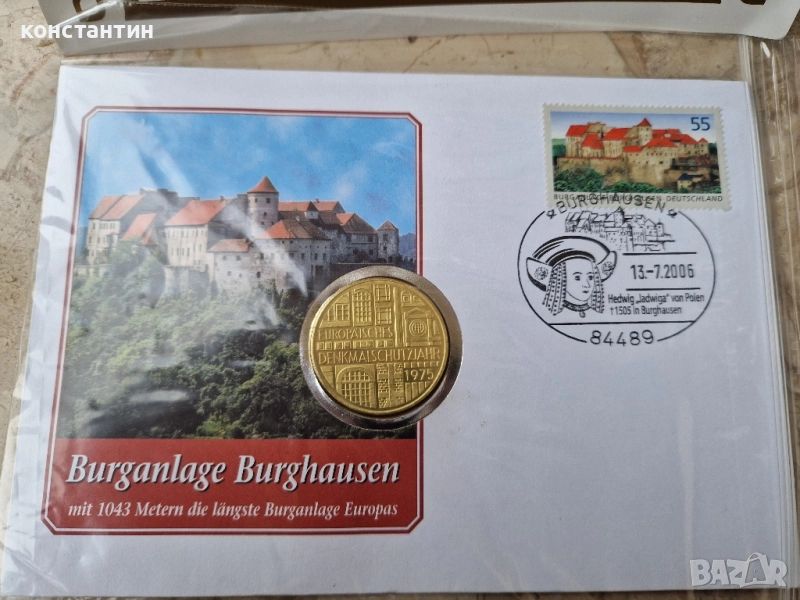 константин
55
BURGHAUSEN DEUTSCHLAND
BURGHAUSEN
13.-7.2006
Hedwig „Jadwiga" von Polen
†1505 in Burghausen
84489
EUROPÄISCHES
DENKMALSCHUTZJAHR
1975
Burganlage Burghausen
mit 1043 Metern die längste Burganlage Europas
BAZAR